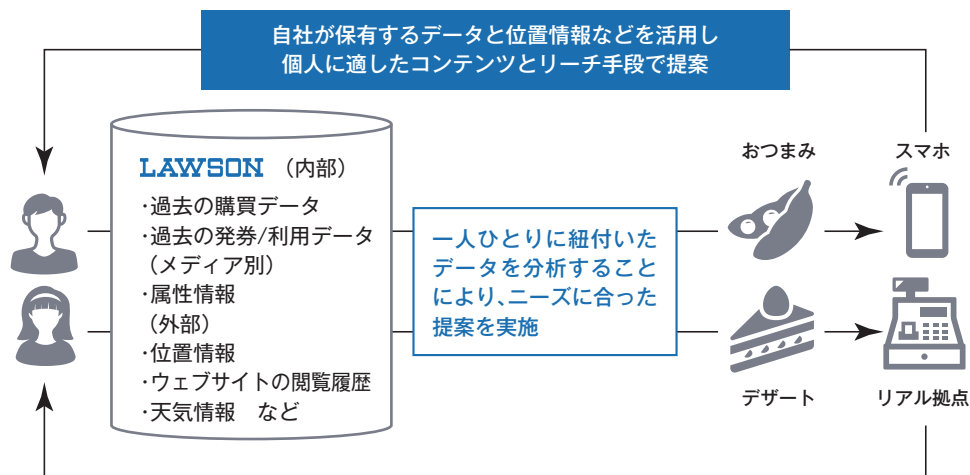 自社が保有するデータと位置情報などを活用し
個人に適したコンテンツとリーチ手段で提案
LAWSON （内部）
・過去の購買データ
・過去の発券/利用データ
（メディア別）
・属性情報
（外部）
・位置情報
・ウェブサイトの閲覧履歴
・天気情報　など
一人ひとりに紐付いた
データを分析すること
により、ニーズに合った
提案を実施
おつまみ
スマホ
デザート
リアル拠点